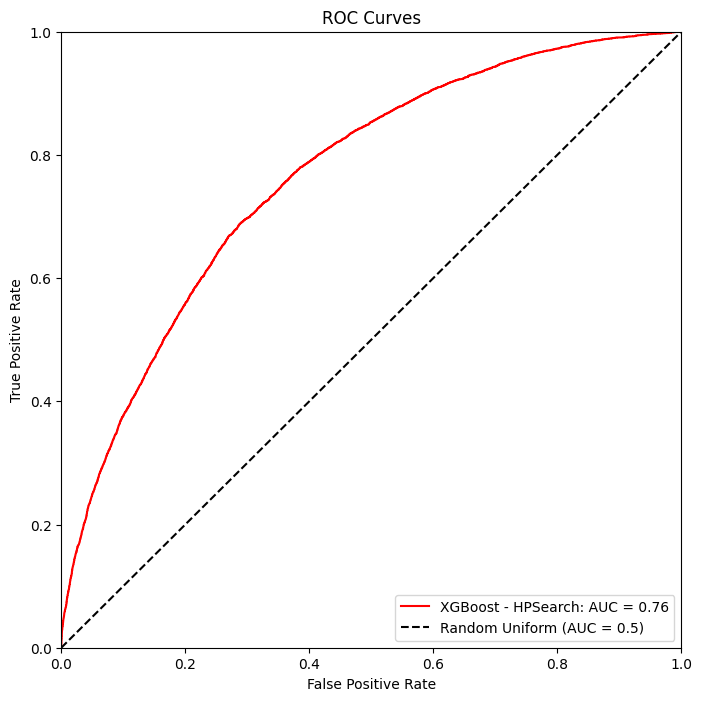 ROC Curves
True Positive Rate
1.0
0.8
0.6
0.4
0.2
0.0
XGBoost - HPSearch: AUC = 0.76
Random Uniform (AUC = 0.5)
0.0 0.2 0.4 0.6 0.8 1.0
False Positive Rate